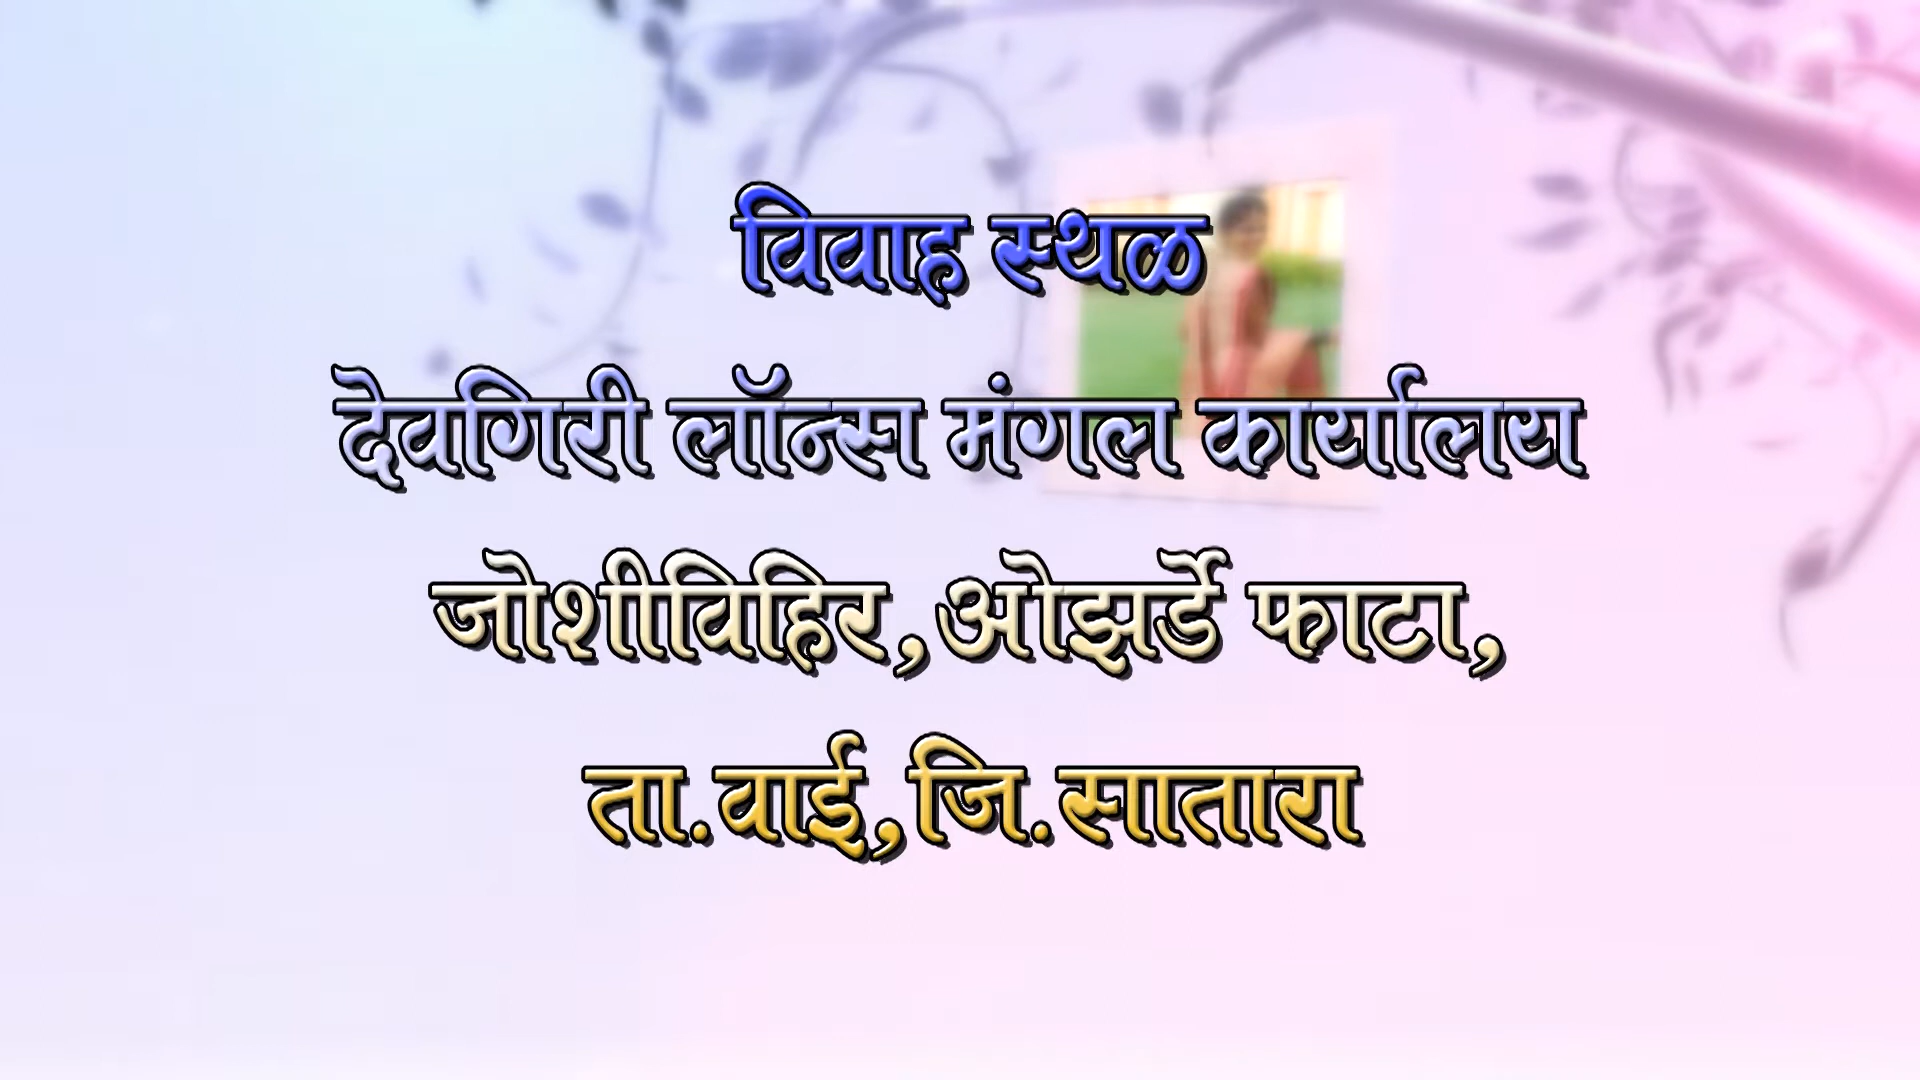 विवाह स्थळ
देवगिरी लॉन्स मंगल कार्यालय
जोशीविहिर,ओझर्डे फाटा,
ता.वाई,जि.सातारा